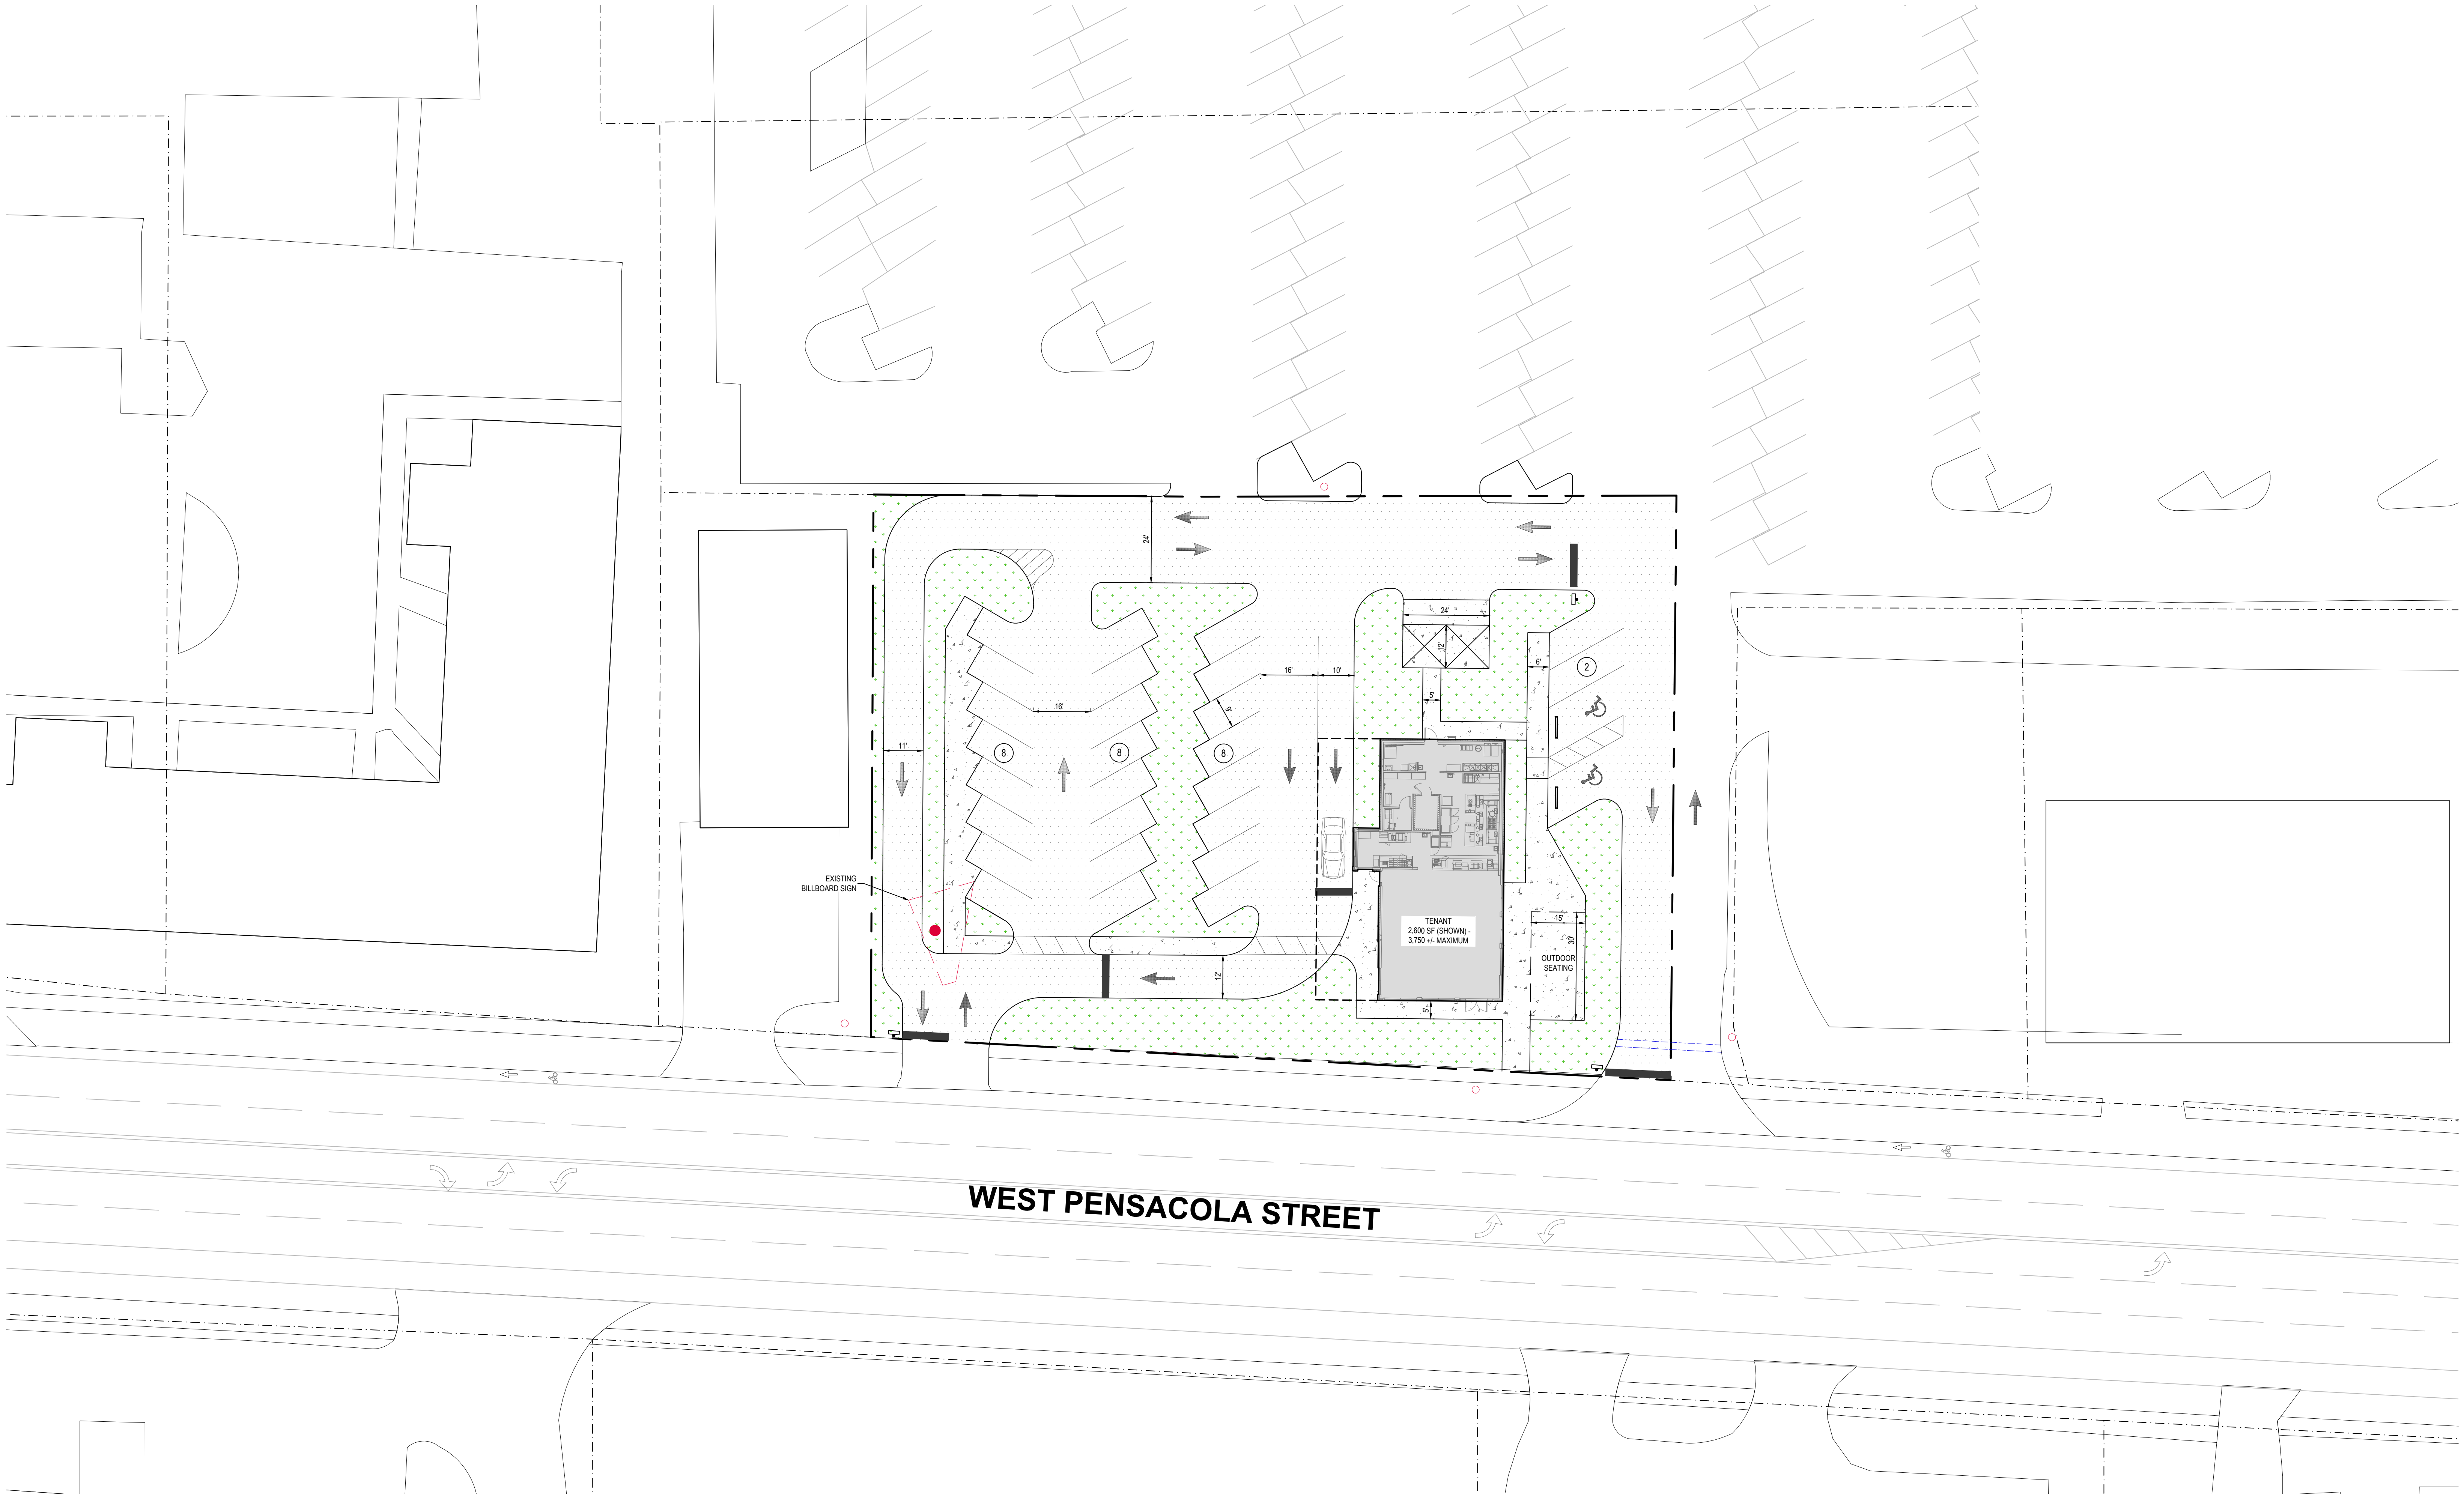 24'
24'
12'
6'
2
16'
10'
5'
9'
16'
11'
8
8
8
EXISTING
BILLBOARD SIGN
TENANT
2,600 SF (SHOWN) -
3,750 +/- MAXIMUM
15'
30'
OUTDOOR
SEATING
12'
5'
WEST PENSACOLA STREET